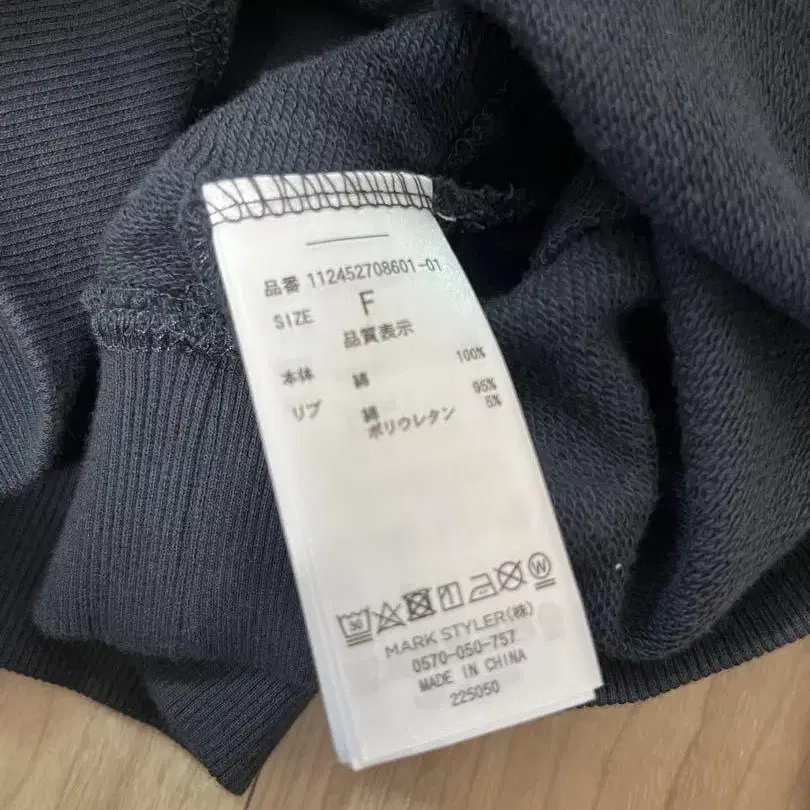 品番 112452708601-01
SIZE F
品質表示
本体 綿 100%
リブ 綿 95%
ポリウレタン 5%
MARK STYLER(株)
0570-050-757
MADE IN CHINA
225050